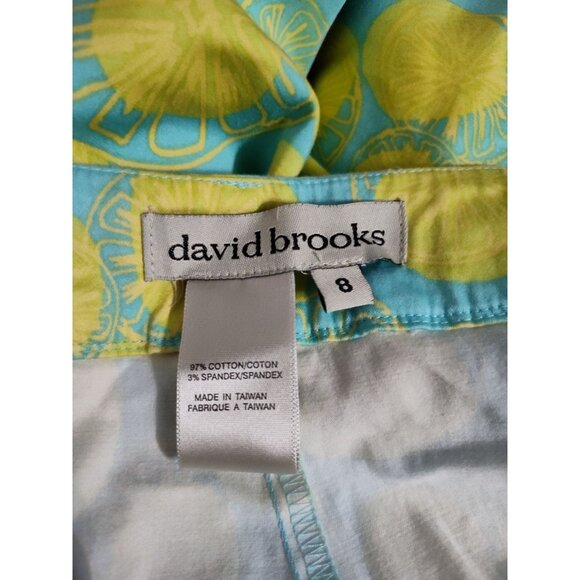 david brooks
8
97% COTTON/COTON
3% SPANDEX/SPANDEX
MADE IN TAIWAN
FABRIQUE A TAIWAN